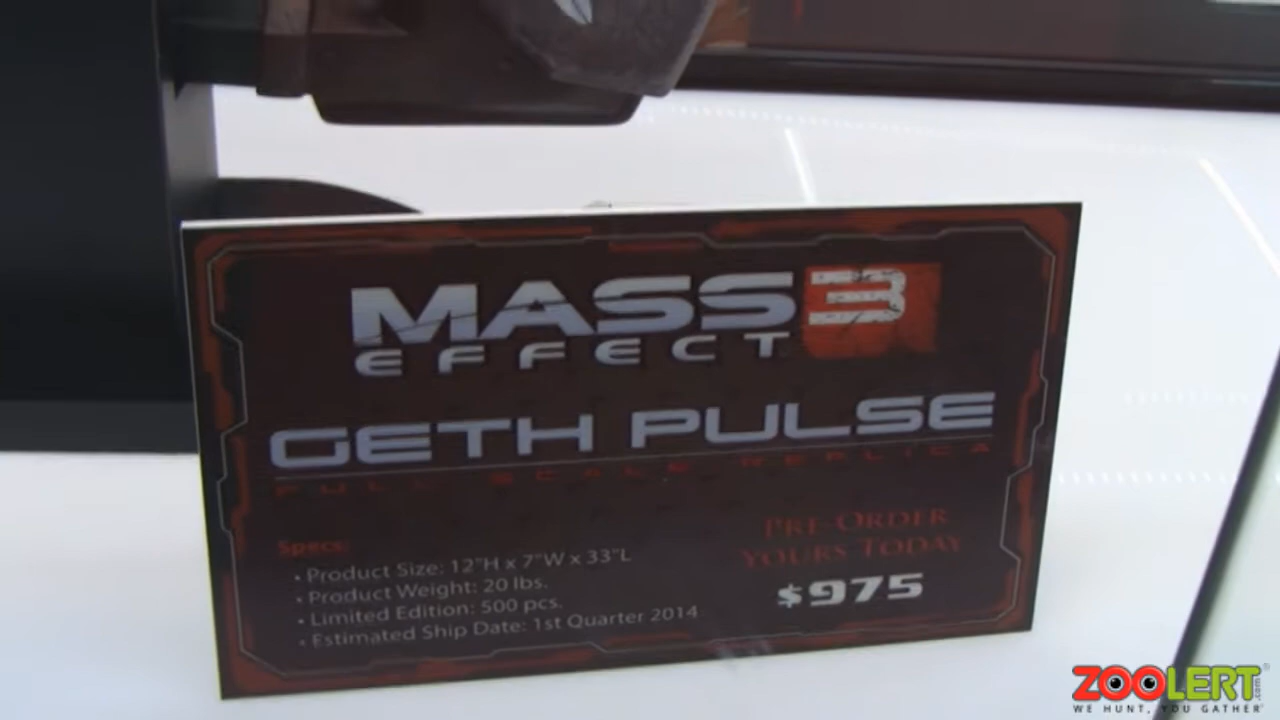 MASS 3
EFFECT
GETH PULSE
FULL SCALE REPLICA
Specs:
• Product Size: 12"H x 7"W x 33"L
• Product Weight: 20 lbs.
• Limited Edition: 500 pcs.
• Estimated Ship Date: 1st Quarter 2014
PRE-ORDER
YOURS TODAY
$975
ZOOLERT.com
WE HUNT, YOU GATHER